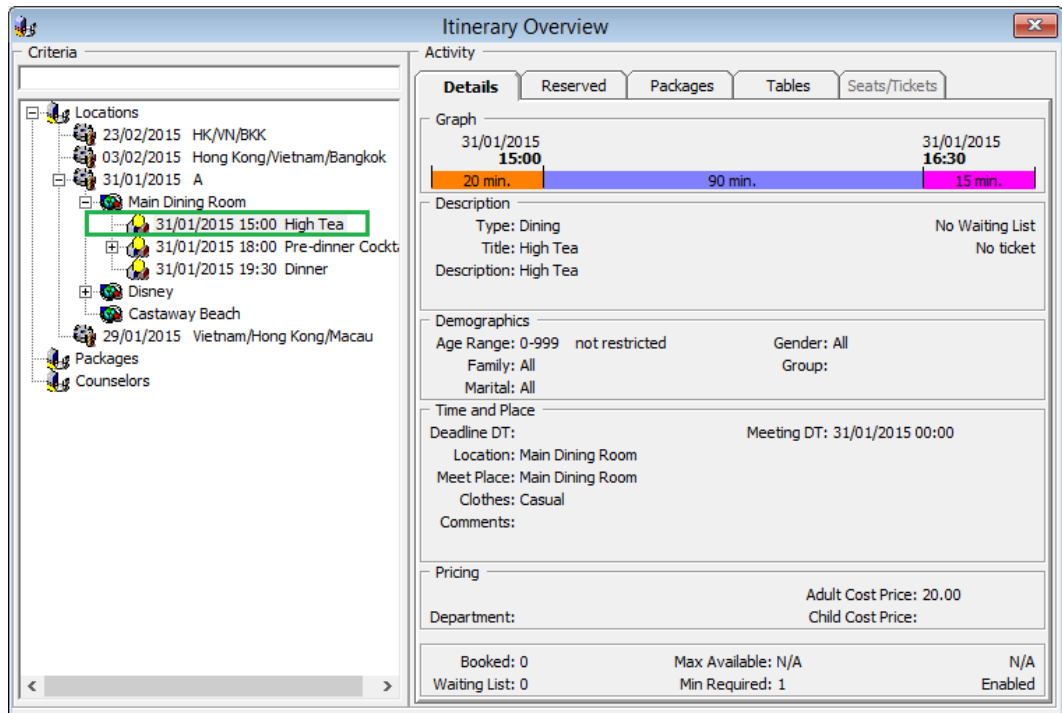 Itinerary Overview
Criteria
Locations
23/02/2015 HK/VN/BKK
03/02/2015 Hong Kong/Vietnam/Bangkok
31/01/2015 A
Main Dining Room
31/01/2015 15:00 High Tea
31/01/2015 18:00 Pre-dinner Cockt
31/01/2015 19:30 Dinner
Disney
Castaway Beach
29/01/2015 Vietnam/Hong Kong/Macau
Packages
Counselors
Activity
Details Reserved Packages Tables Seats/Tickets
Graph
31/01/2015 31/01/2015
15:00 16:30
20 min. 90 min. 15 min.
Description
Type: Dining No Waiting List
Title: High Tea No ticket
Description: High Tea
Demographics
Age Range: 0-999 not restricted Gender: All
Family: All Group:
Marital: All
Time and Place
Deadline DT: Meeting DT: 31/01/2015 00:00
Location: Main Dining Room
Meet Place: Main Dining Room
Clothes: Casual
Comments:
Pricing
Adult Cost Price: 20.00
Department: Child Cost Price:
Booked: 0 Max Available: N/A N/A
Waiting List: 0 Min Required: 1 Enabled